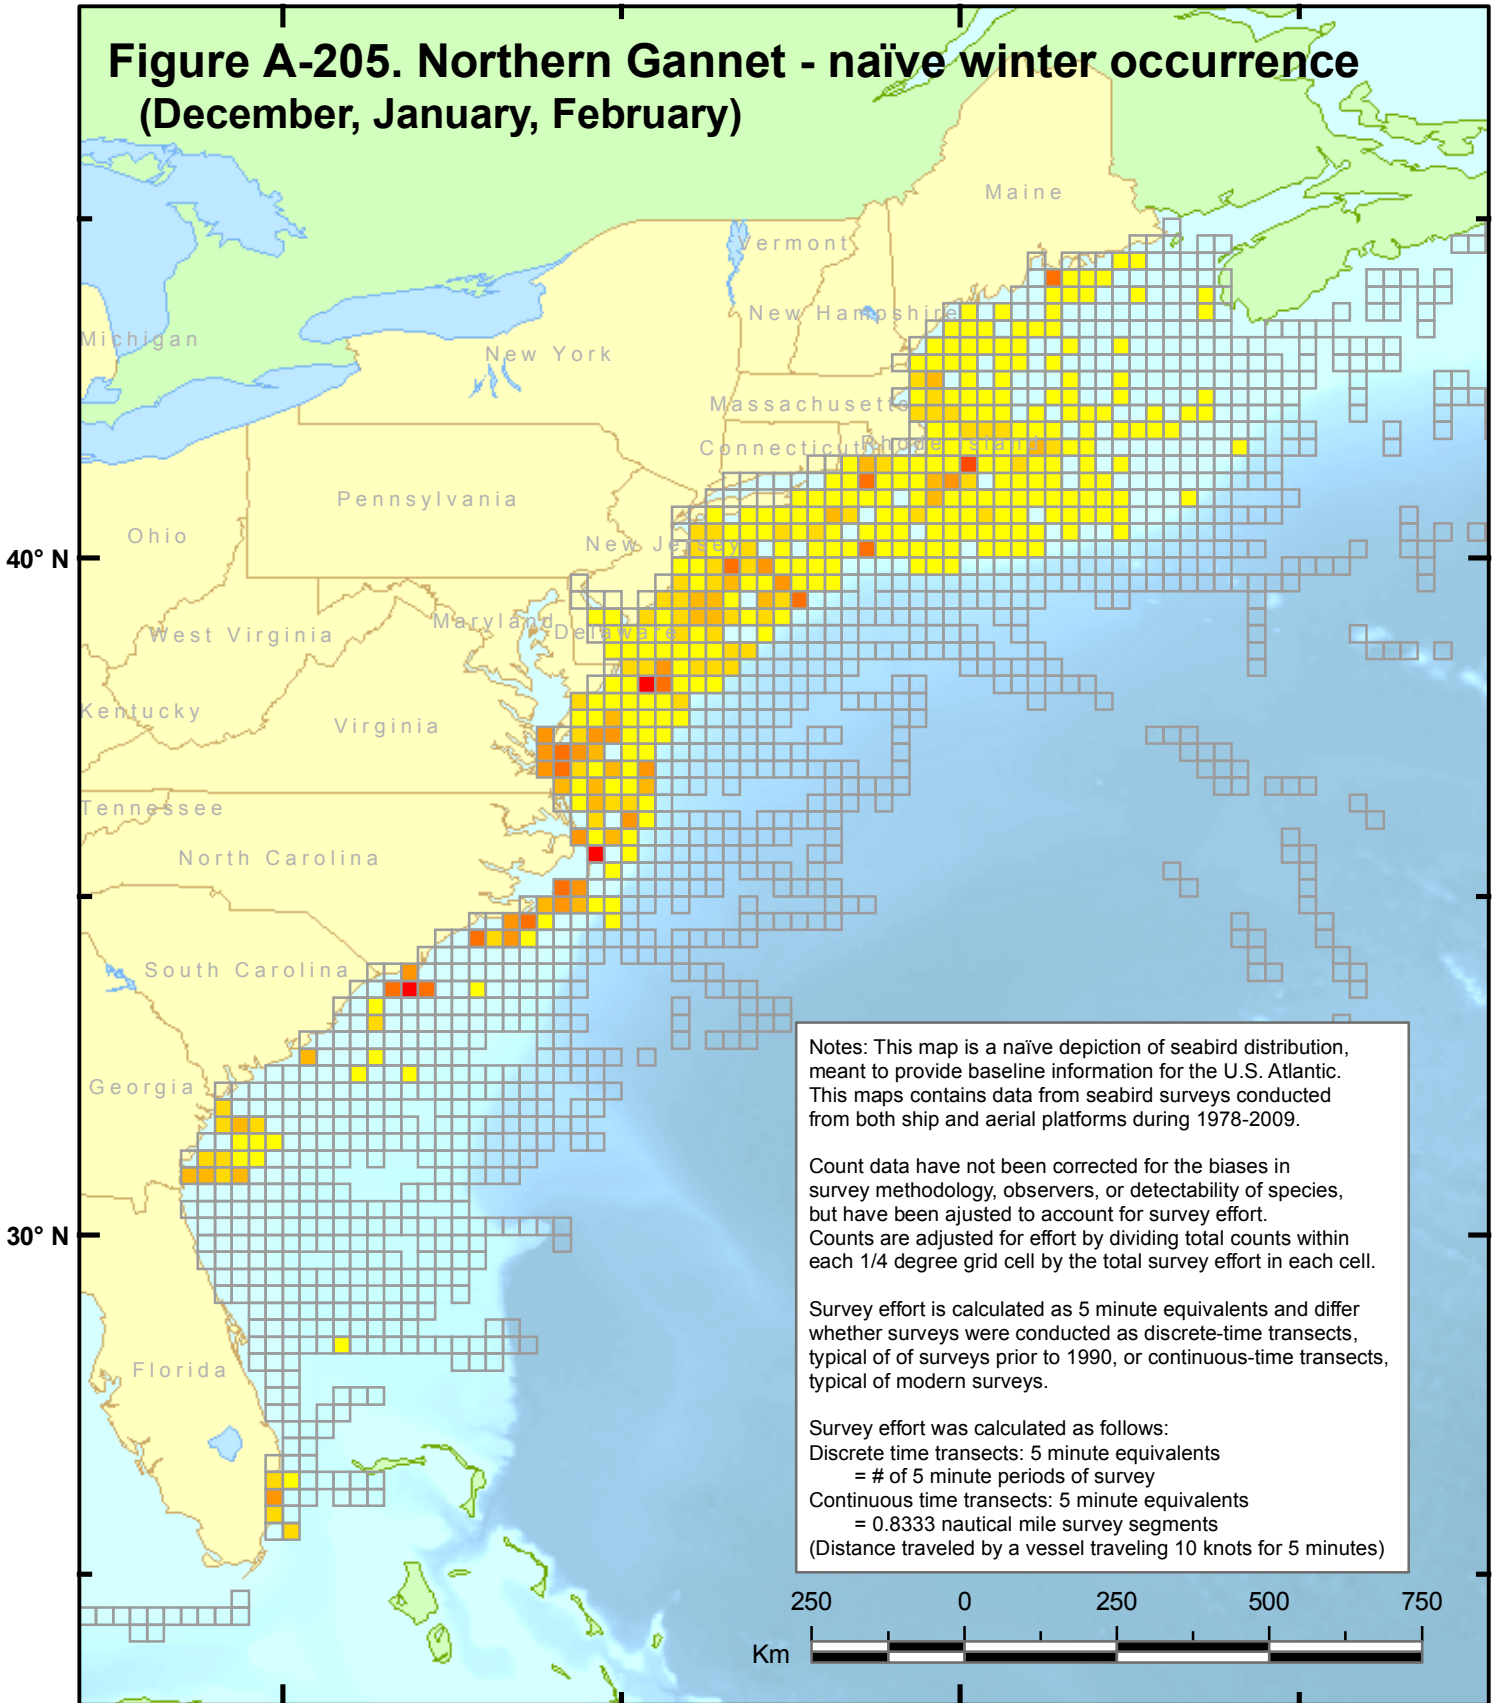 Figure A-205. Northern Gannet - naïve winter occurrence
(December, January, February)
Maine
Vermont
New Hampshire
Michigan
New York
Massachusetts
Connecticut
Rhode Island
Pennsylvania
Ohio
New Jersey
40° N
West Virginia
Maryland
Delaware
Kentucky
Virginia
Tennessee
North Carolina
South Carolina
Georgia
30° N
Florida
Notes: This map is a naïve depiction of seabird distribution,
meant to provide baseline information for the U.S. Atlantic.
This maps contains data from seabird surveys conducted
from both ship and aerial platforms during 1978-2009.
Count data have not been corrected for the biases in
survey methodology, observers, or detectability of species,
but have been ajusted to account for survey effort.
Counts are adjusted for effort by dividing total counts within
each 1/4 degree grid cell by the total survey effort in each cell.
Survey effort is calculated as 5 minute equivalents and differ
whether surveys were conducted as discrete-time transects,
typical of of surveys prior to 1990, or continuous-time transects,
typical of modern surveys.
Survey effort was calculated as follows:
Discrete time transects: 5 minute equivalents
= # of 5 minute periods of survey
Continuous time transects: 5 minute equivalents
= 0.8333 nautical mile survey segments
(Distance traveled by a vessel traveling 10 knots for 5 minutes)
250 0 250 500 750
Km